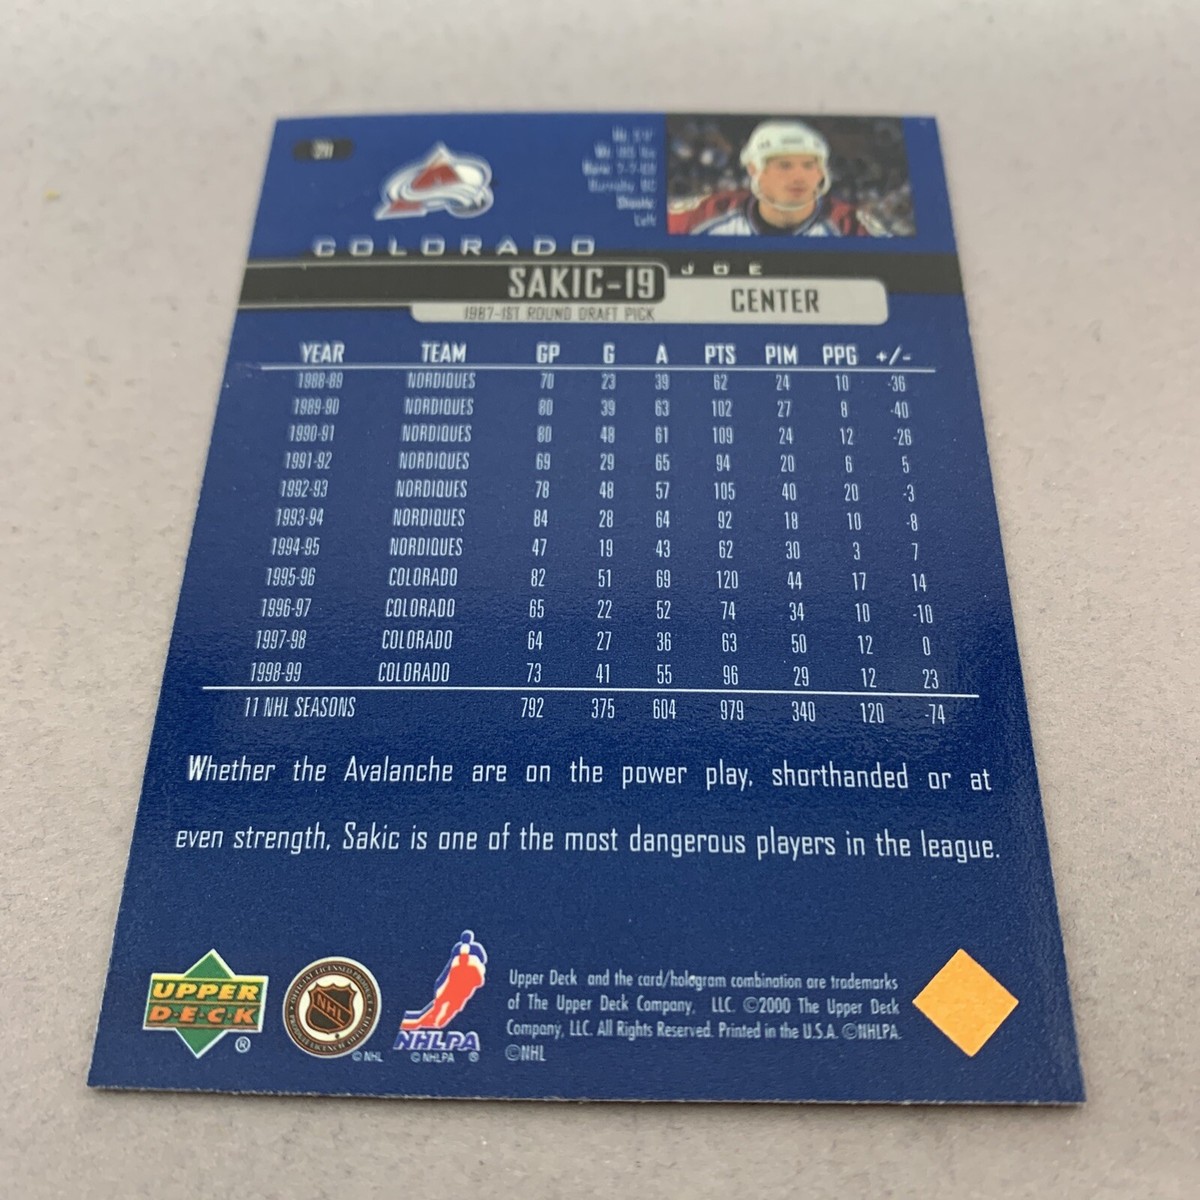 COLORADO
JOE
SAKIC-19
CENTER
1987-1ST ROUND DRAFT PICK
YEAR TEAM GP G A PTS PIM PPG +/-
1988-89 NORDIQUES 70 23 39 62 24 10 -36
1989-90 NORDIQUES 80 39 63 102 27 8 -40
1990-91 NORDIQUES 80 48 61 109 24 12 -26
1991-92 NORDIQUES 69 29 65 94 20 6 5
1992-93 NORDIQUES 78 48 57 105 40 20 -3
1993-94 NORDIQUES 84 28 64 92 18 10 -8
1994-95 NORDIQUES 47 19 43 62 30 3 7
1995-96 COLORADO 82 51 69 120 44 17 14
1996-97 COLORADO 65 22 52 74 34 10 -10
1997-98 COLORADO 64 27 36 63 50 12 0
1998-99 COLORADO 73 41 55 96 29 12 23
11 NHL SEASONS 792 375 604 979 340 120 -74
Whether the Avalanche are on the power play, shorthanded or at
even strength, Sakic is one of the most dangerous players in the league.
UPPER
DECK
®
NHL
© NHL
NHLPA
© NHLPA ®
Upper Deck and the card/hologram combination are trademarks
of The Upper Deck Company, LLC. ©2000 The Upper Deck
Company, LLC. All Rights Reserved. Printed in the U.S.A. ©NHLPA.
©NHL